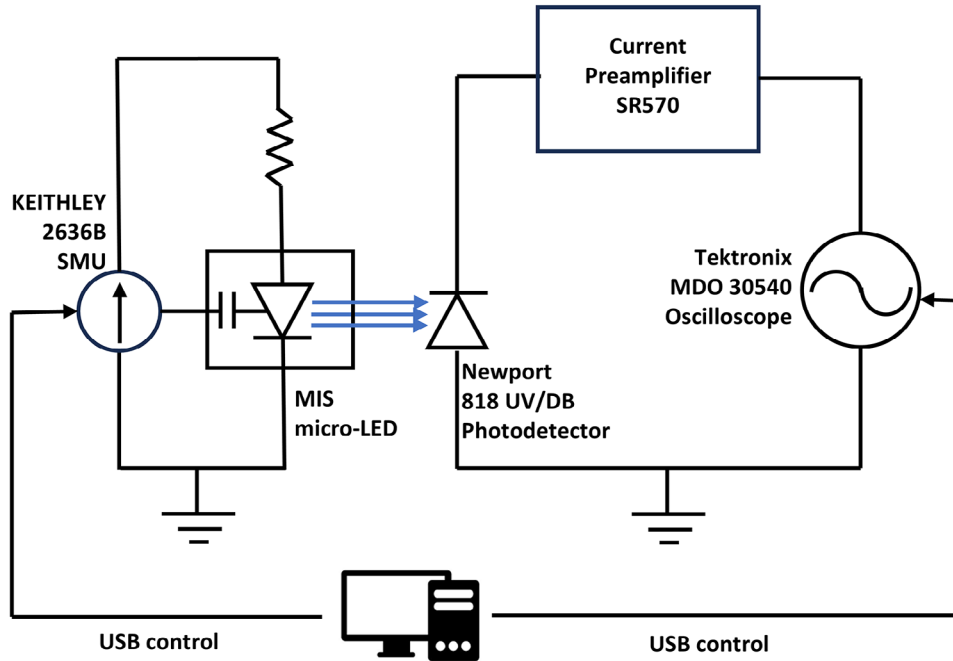 Current
Preamplifier
SR570
KEITHLEY
2636B
SMU
Tektronix
MDO 30540
Oscilloscope
MIS
micro-LED
Newport
818 UV/DB
Photodetector
USB control
USB control